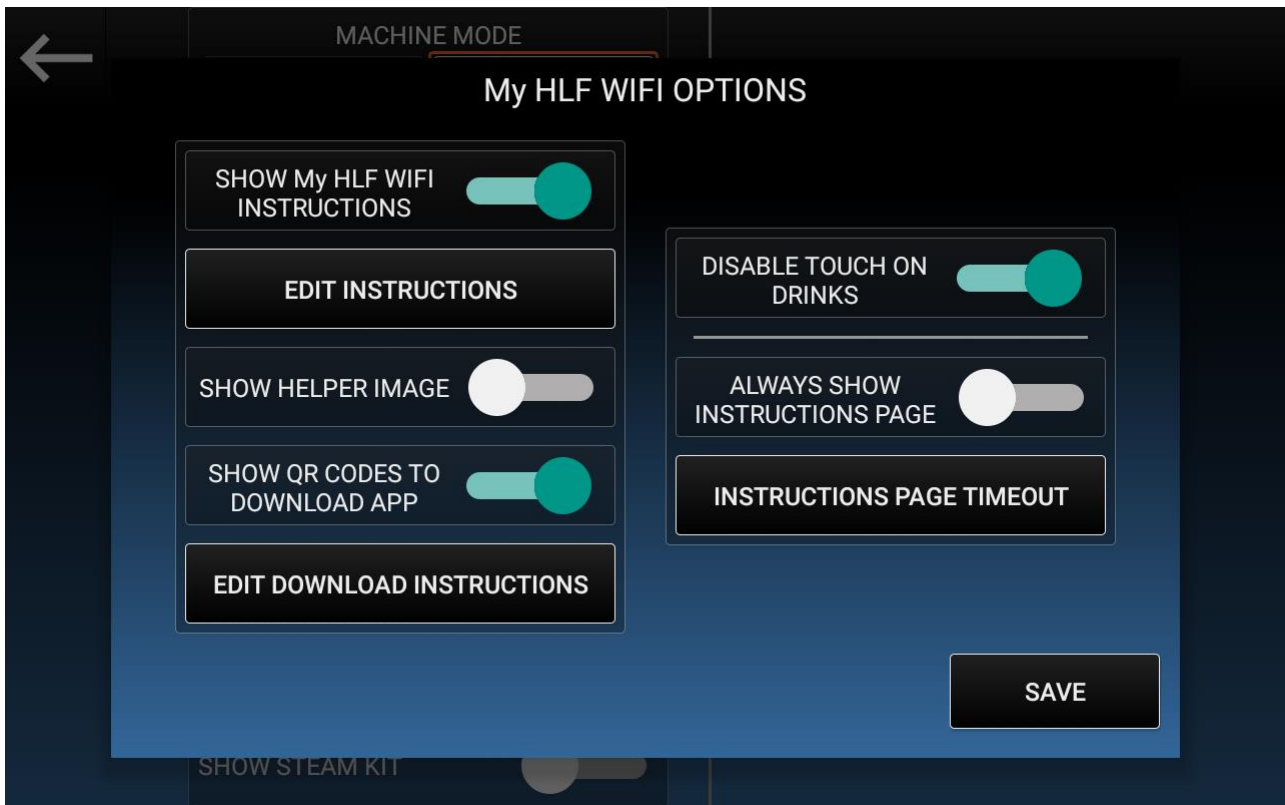 MACHINE MODE
My HLF WIFI OPTIONS
SHOW My HLF WIFI
INSTRUCTIONS
EDIT INSTRUCTIONS
SHOW HELPER IMAGE
SHOW QR CODES TO
DOWNLOAD APP
EDIT DOWNLOAD INSTRUCTIONS
DISABLE TOUCH ON
DRINKS
ALWAYS SHOW
INSTRUCTIONS PAGE
INSTRUCTIONS PAGE TIMEOUT
SAVE
SHOW STEAM KIT